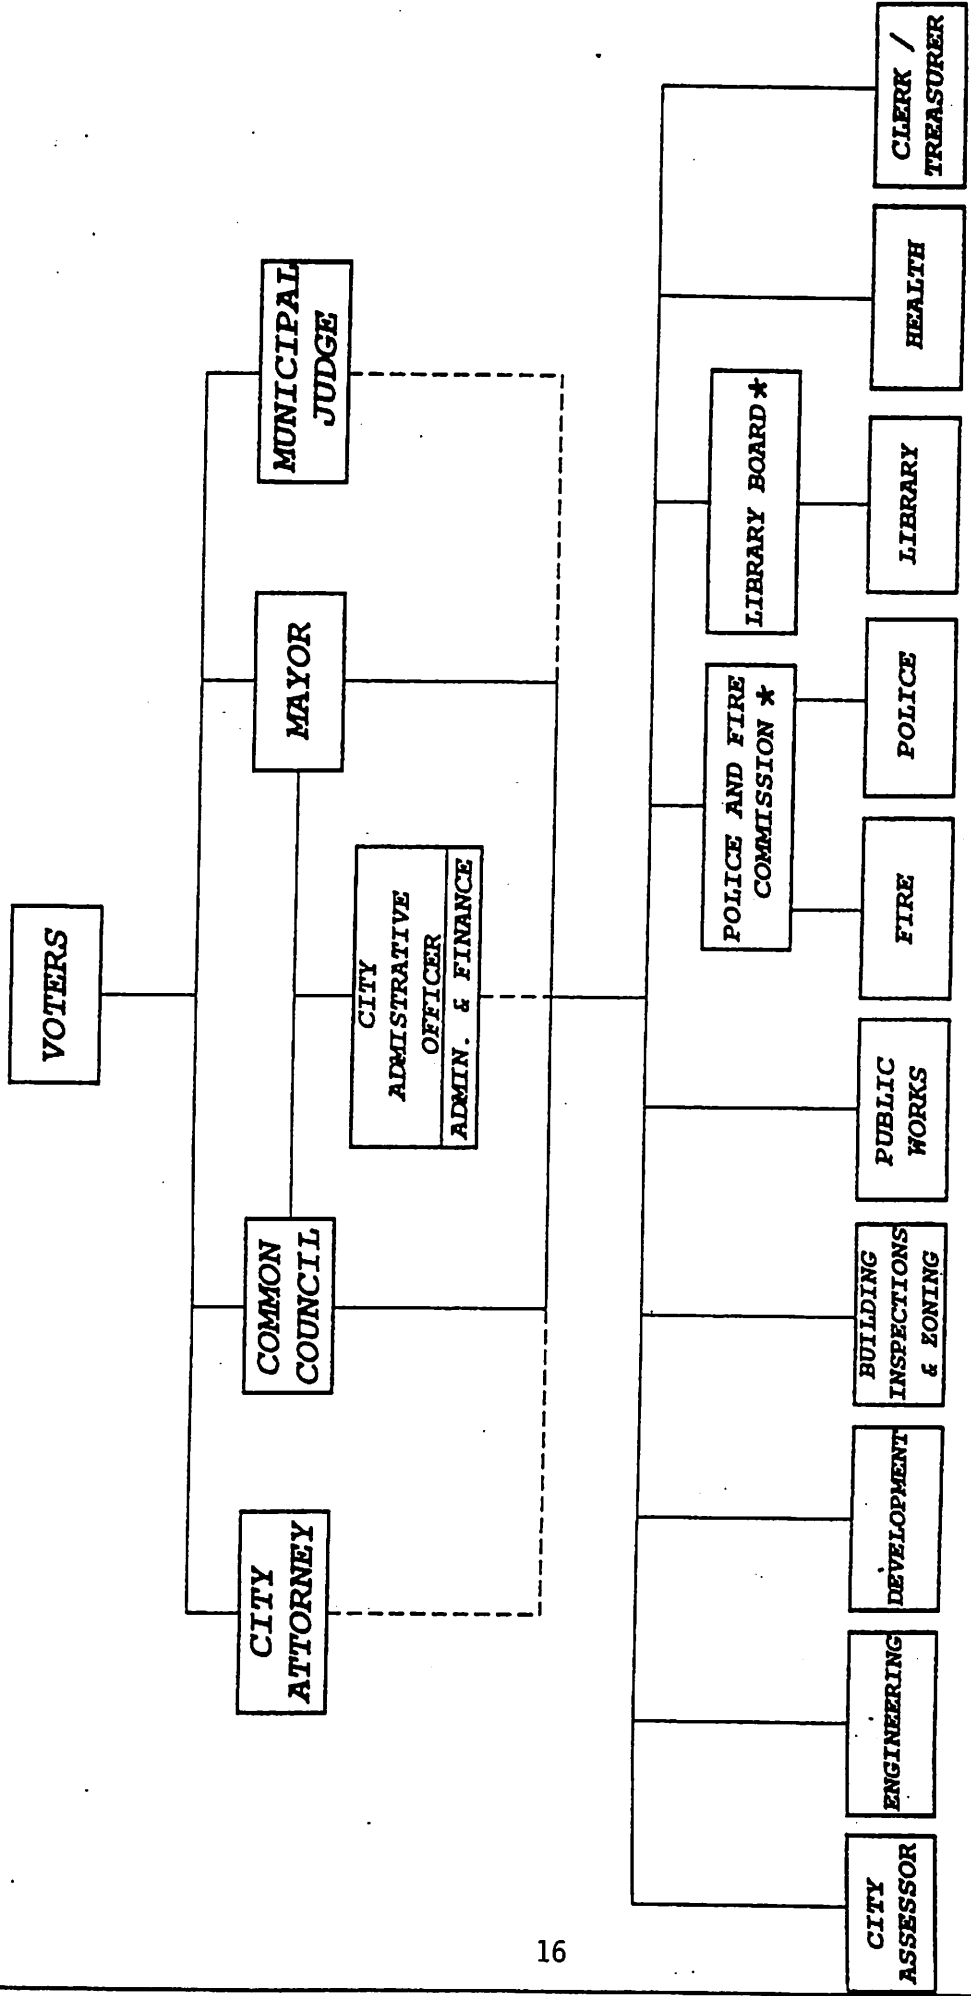 VOTERS
CITY
ATTORNEY
COMMON
COUNCIL
MAYOR
MUNICIPAL
JUDGE
CITY
ADMISTRATIVE
OFFICER
ADMIN. & FINANCE
POLICE AND FIRE
COMMISSION *
LIBRARY BOARD*
CITY
ASSESSOR
ENGINEERING
DEVELOPMENT
BUILDING
INSPECTIONS
& ZONING
PUBLIC
WORKS
FIRE
POLICE
LIBRARY
HEALTH
CLERK /
TREASURER
16